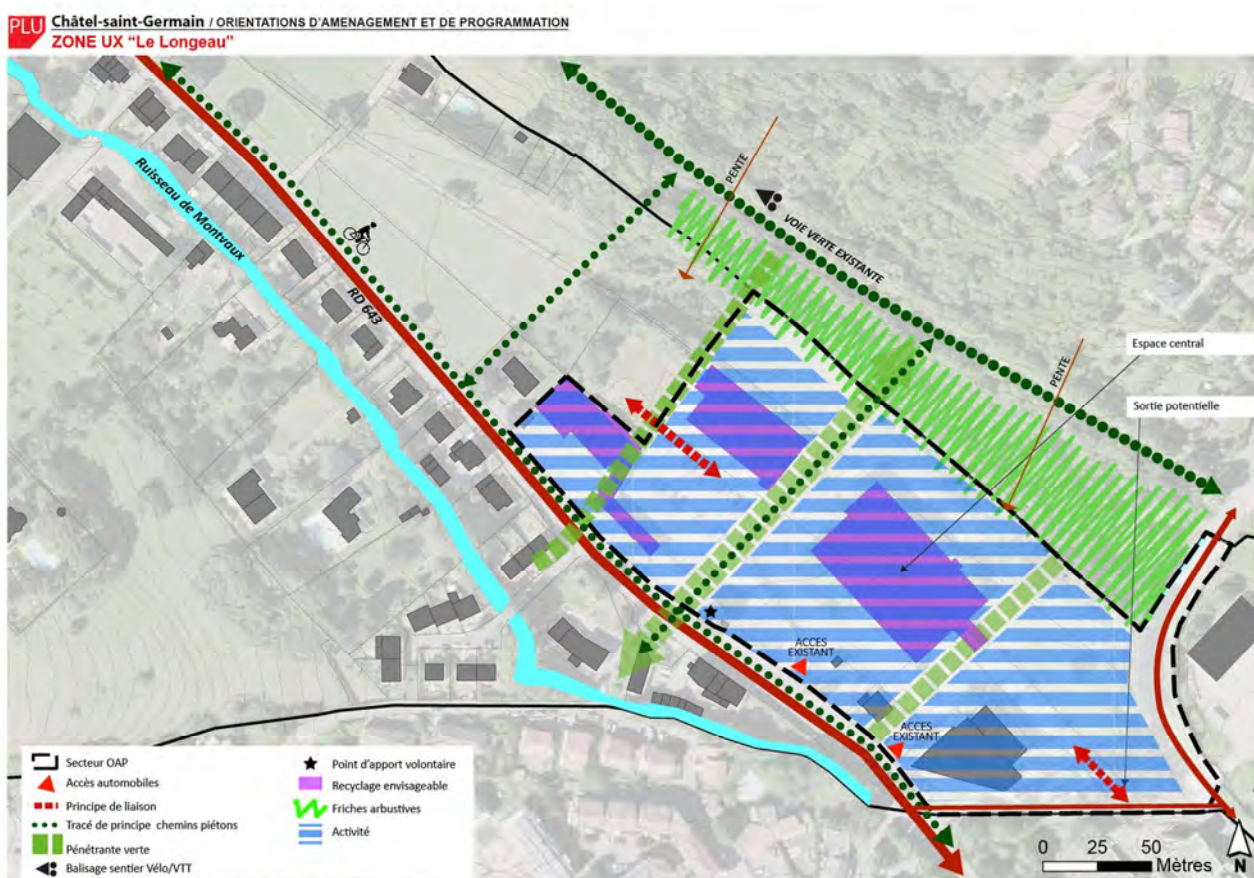 PLU
Châtel-saint-Germain / ORIENTATIONS D'AMENAGEMENT ET DE PROGRAMMATION
ZONE UX "Le Longeau"
Ruisseau de Montvaux
RD 643
PENTE
VOIE VERTE EXISTANTE
PENTE
Espace central
Sortie potentielle
ACCES
EXISTANT
ACCES
EXISTANT
Secteur OAP
Accès automobiles
Principe de liaison
Tracé de principe chemins piétons
Pénétrante verte
Balisage sentier Vélo/VTT
Point d'apport volontaire
Recyclage envisageable
Friches arbustives
Activité
0 25 50
Mètres
N